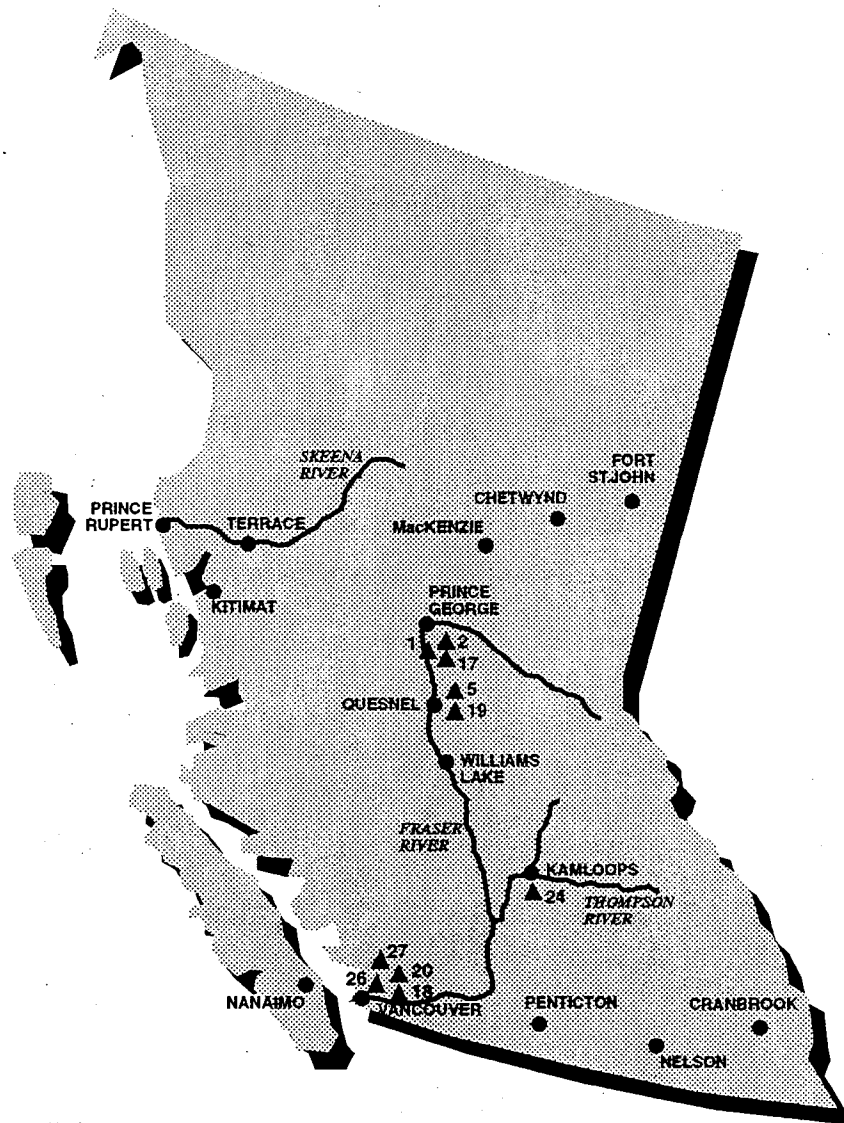 SKEENA
RIVER
FORT
ST.JOHN
CHETWYND
PRINCE
RUPERT
TERRACE
MacKENZIE
KITIMAT
PRINCE
GEORGE
1
2
17
5
QUESNEL
19
WILLIAMS
LAKE
FRASER
RIVER
KAMLOOPS
24
THOMPSON
RIVER
27
20
26
18
NANAIMO
VANCOUVER
PENTICTON
CRANBROOK
NELSON